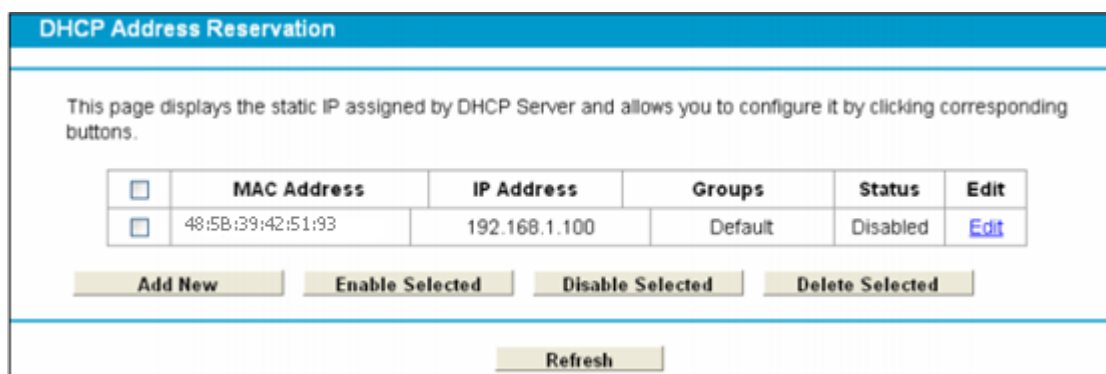 DHCP Address Reservation
This page displays the static IP assigned by DHCP Server and allows you to configure it by clicking corresponding
buttons.
MAC Address IP Address Groups Status Edit
48:5B:39:42:51:93 192.168.1.100 Default Disabled Edit
Add New Enable Selected Disable Selected Delete Selected
Refresh